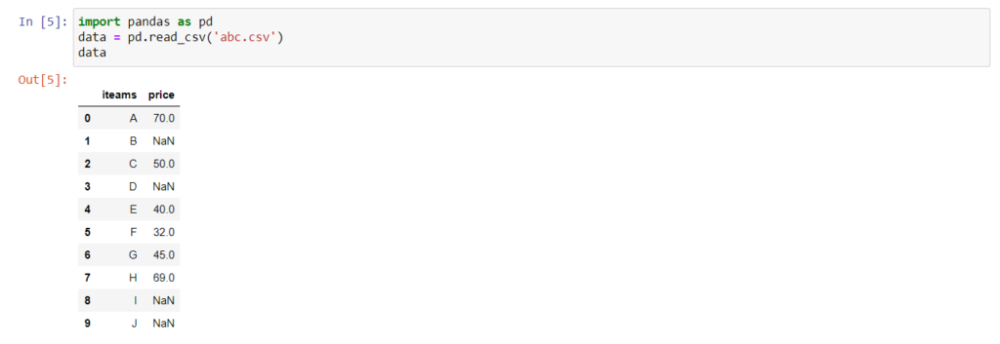 In [5]: import pandas as pd
data = pd.read_csv('abc.csv')
data
Out[5]:
iteams price
0 A 70.0
1 B NaN
2 C 50.0
3 D NaN
4 E 40.0
5 F 32.0
6 G 45.0
7 H 69.0
8 I NaN
9 J NaN